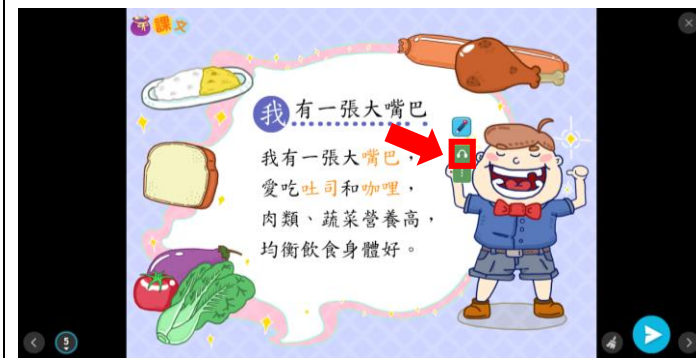 課文
我有一張大嘴巴
我有一張大嘴巴，
愛吃吐司和咖哩，
肉類、蔬菜營養高，
均衡飲食身體好。
5